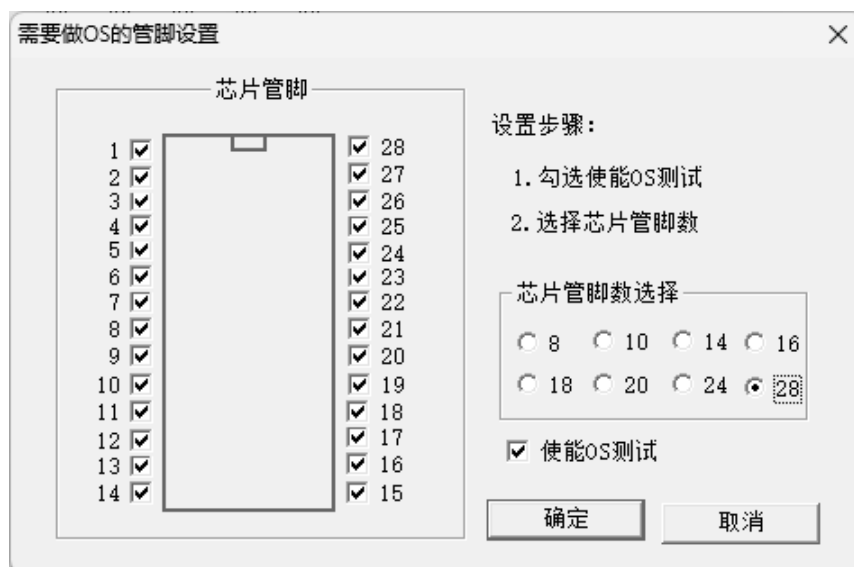 需要做OS的管脚设置
芯片管脚
1 28
2 27
3 26
4 25
5 24
6 23
7 22
8 21
9 20
10 19
11 18
12 17
13 16
14 15
设置步骤:
1.勾选使能OS测试
2.选择芯片管脚数
芯片管脚数选择
8 10 14 16
18 20 24 28
使能OS测试
确定 取消